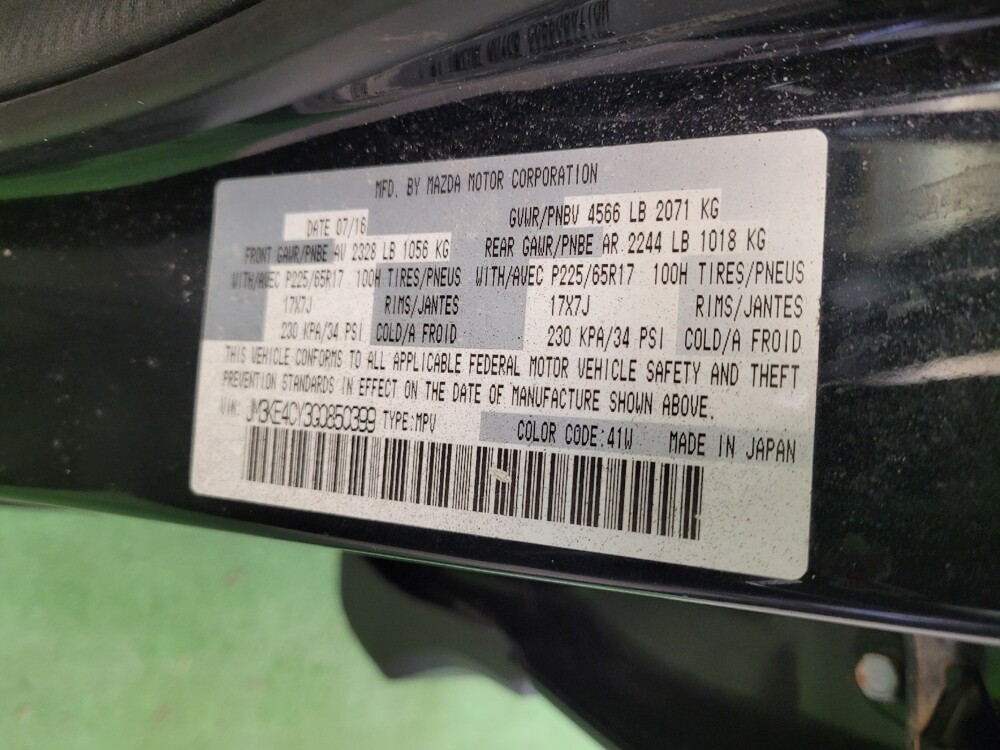 MFD. BY MAZDA MOTOR CORPORATION
DATE 07/16 GVWR/PNBV 4566 LB 2071 KG
FRONT GAWR/PNBE AV 2328 LB 1056 KG REAR GAWR/PNBE AR 2244 LB 1018 KG
WITH/AVEC P225/65R17 100H TIRES/PNEUS WITH/AVEC P225/65R17 100H TIRES/PNEUS
17X7J RIMS/JANTES 17X7J RIMS/JANTES
230 KPA/34 PSI COLD/A FROID 230 KPA/34 PSI COLD/A FROID
THIS VEHICLE CONFORMS TO ALL APPLICABLE FEDERAL MOTOR VEHICLE SAFETY AND THEFT
PREVENTION STANDARDS IN EFFECT ON THE DATE OF MANUFACTURE SHOWN ABOVE.
VIN: JM3KE4CY3G0850399 TYPE:MPV COLOR CODE:41W MADE IN JAPAN